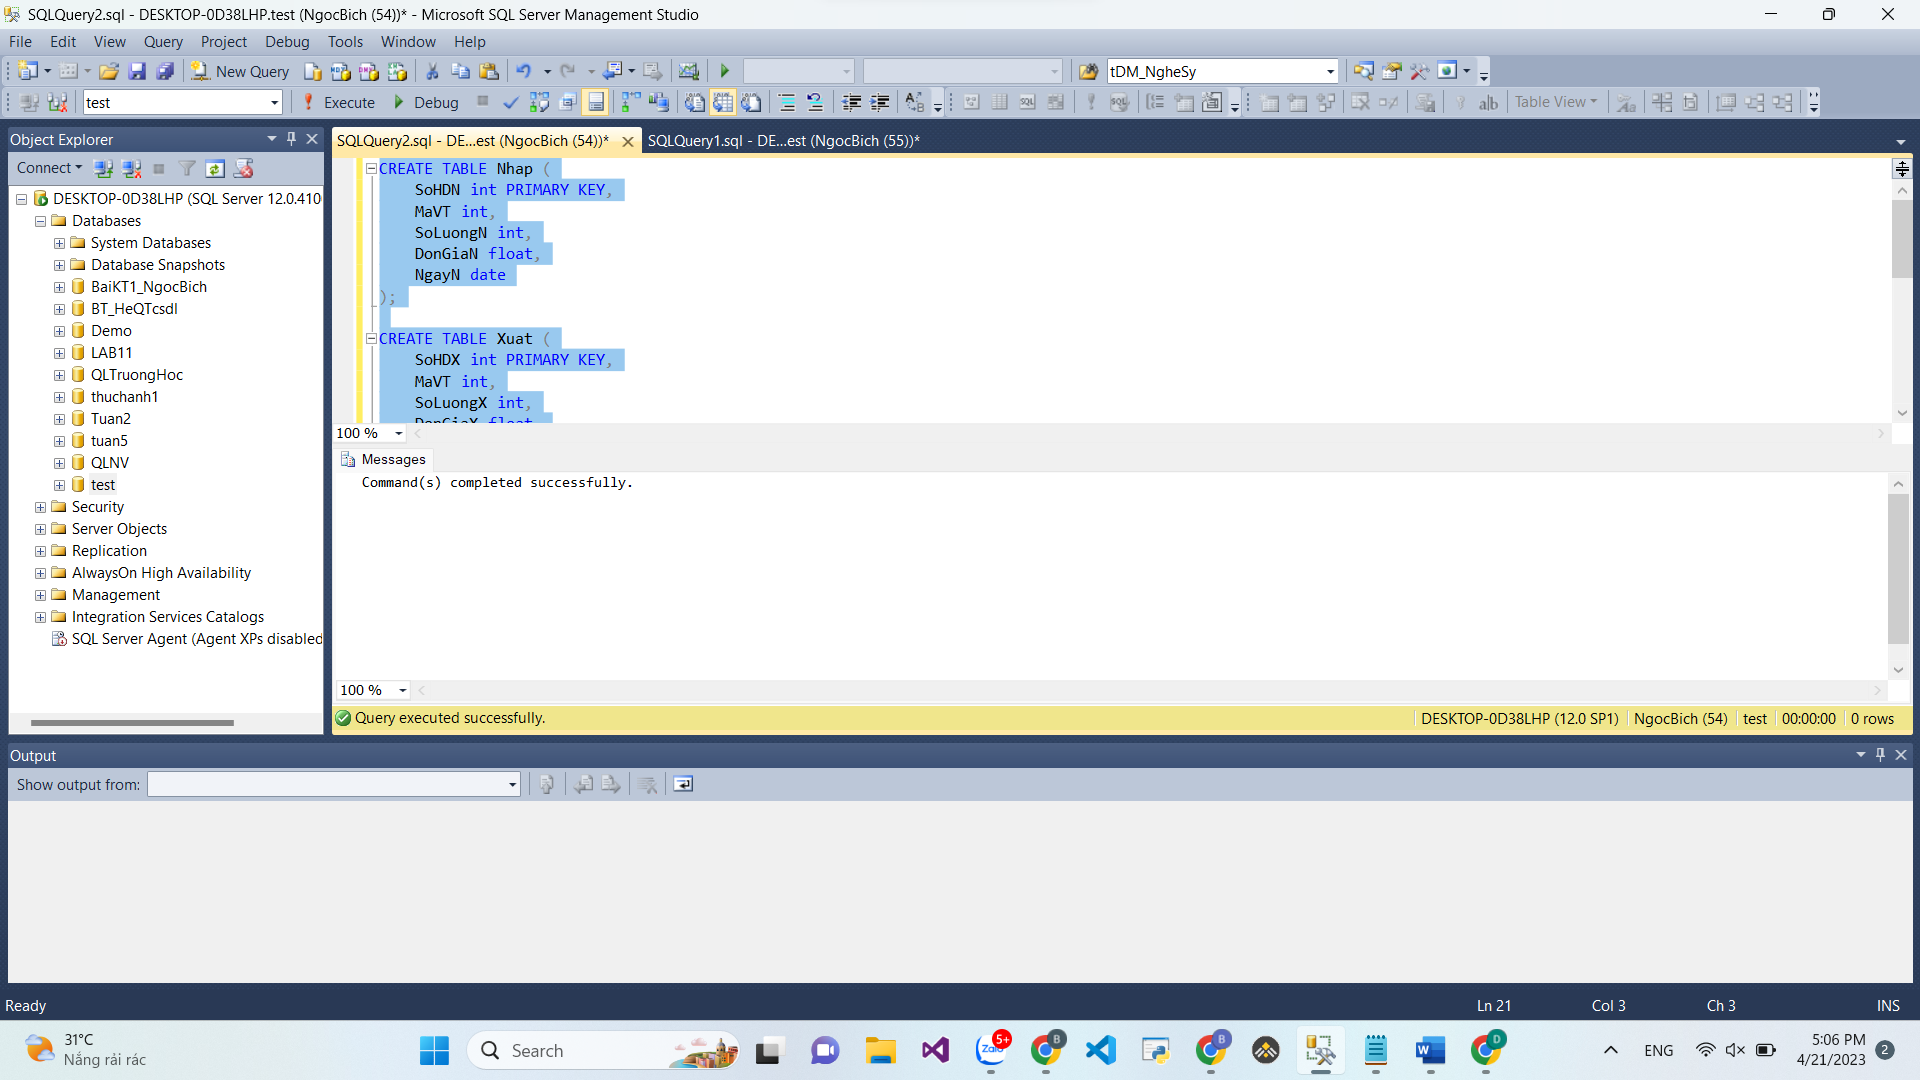 SQLQuery2.sql - DESKTOP-0D38LHP.test (NgocBich (54))* - Microsoft SQL Server Management Studio
File Edit View Query Project Debug Tools Window Help
New Query tDM_NgheSy
test Execute Debug Table View
Object Explorer
Connect
DESKTOP-0D38LHP (SQL Server 12.0.410
Databases
System Databases
Database Snapshots
BaiKT1_NgocBich
BT_HeQTcsdl
Demo
LAB11
QLTruongHoc
thuchanh1
Tuan2
tuan5
QLNV
test
Security
Server Objects
Replication
AlwaysOn High Availability
Management
Integration Services Catalogs
SQL Server Agent (Agent XPs disabled
SQLQuery2.sql - DE...est (NgocBich (54))* SQLQuery1.sql - DE...est (NgocBich (55))*
CREATE TABLE Nhap (
SoHDN int PRIMARY KEY,
MaVT int,
SoLuongN int,
DonGiaN float,
NgayN date
);
CREATE TABLE Xuat (
SoHDX int PRIMARY KEY,
MaVT int,
SoLuongX int,
DonGiaX float
100 %
Messages
Command(s) completed successfully.
100 %
Query executed successfully. DESKTOP-0D38LHP (12.0 SP1) NgocBich (54) test 00:00:00 0 rows
Output
Show output from:
Ready Ln 21 Col 3 Ch 3 INS
31°C
Nắng rải rác
Search
Zalo 5+
B
B
D
ENG
5:06 PM
4/21/2023
2